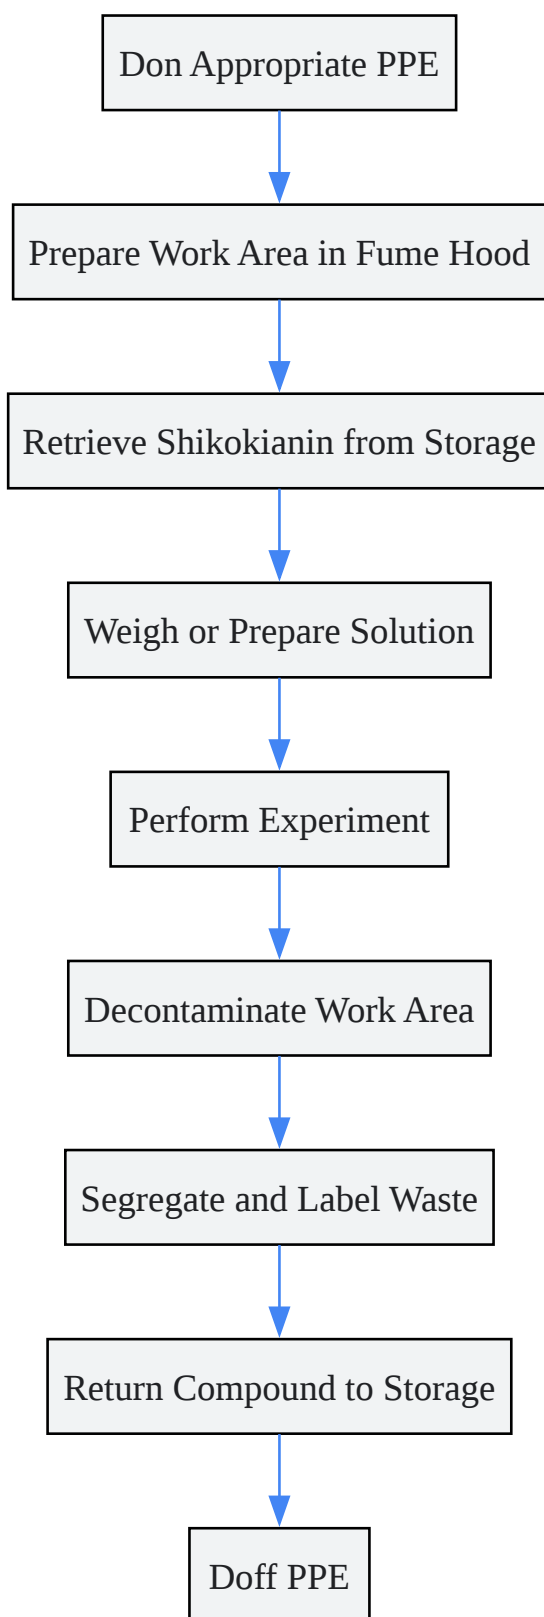 Don Appropriate PPE
Prepare Work Area in Fume Hood
Retrieve Shikokianin from Storage
Weigh or Prepare Solution
Perform Experiment
Decontaminate Work Area
Segregate and Label Waste
Return Compound to Storage
Doff PPE